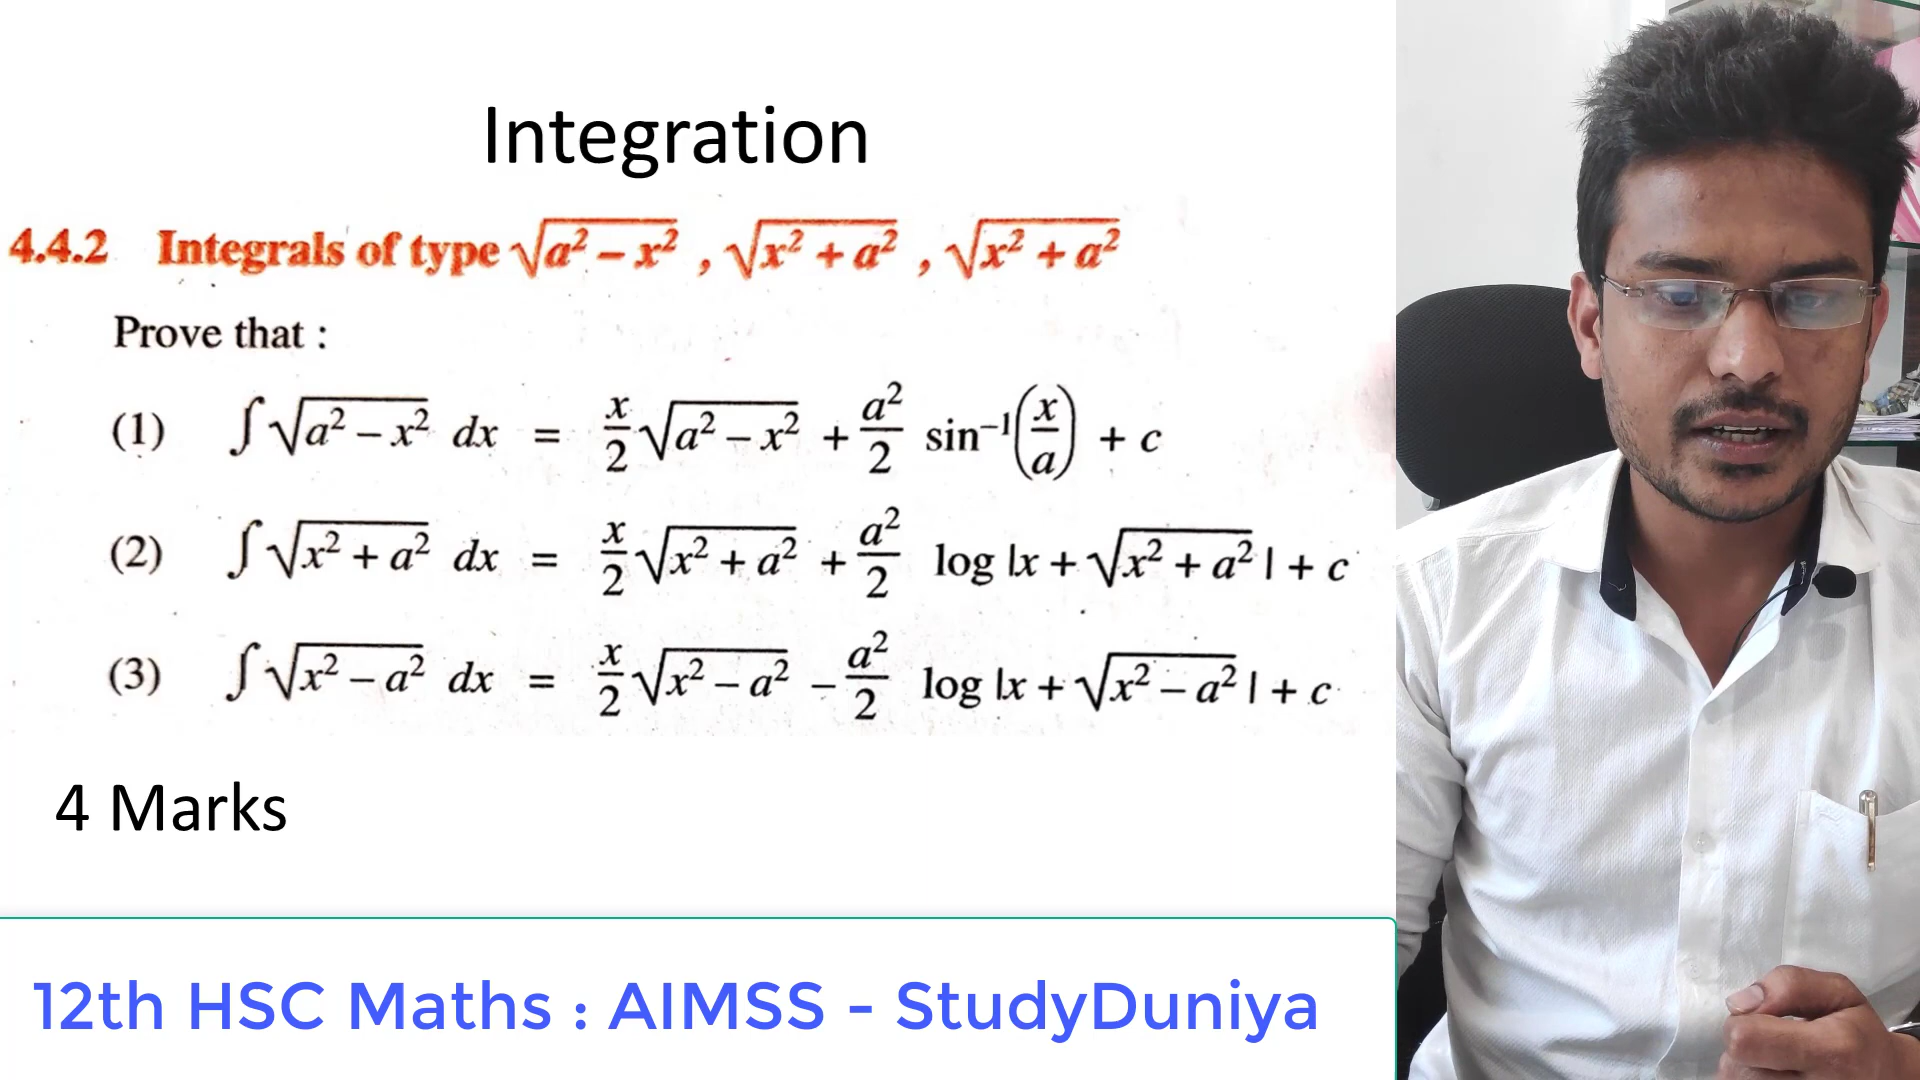 Integration
4.4.2 Integrals of type √(a² – x²) , √(x² + a²) , √(x² + a²)
Prove that :
(1) ∫ √(a² – x²) dx = x/2 √(a² – x²) + a²/2 sin⁻¹(x/a) + c
(2) ∫ √(x² + a²) dx = x/2 √(x² + a²) + a²/2 log |x + √(x² + a²) | + c
(3) ∫ √(x² – a²) dx = x/2 √(x² – a²) – a²/2 log |x + √(x² – a²) | + c
4 Marks
12th HSC Maths : AIMSS - StudyDuniya